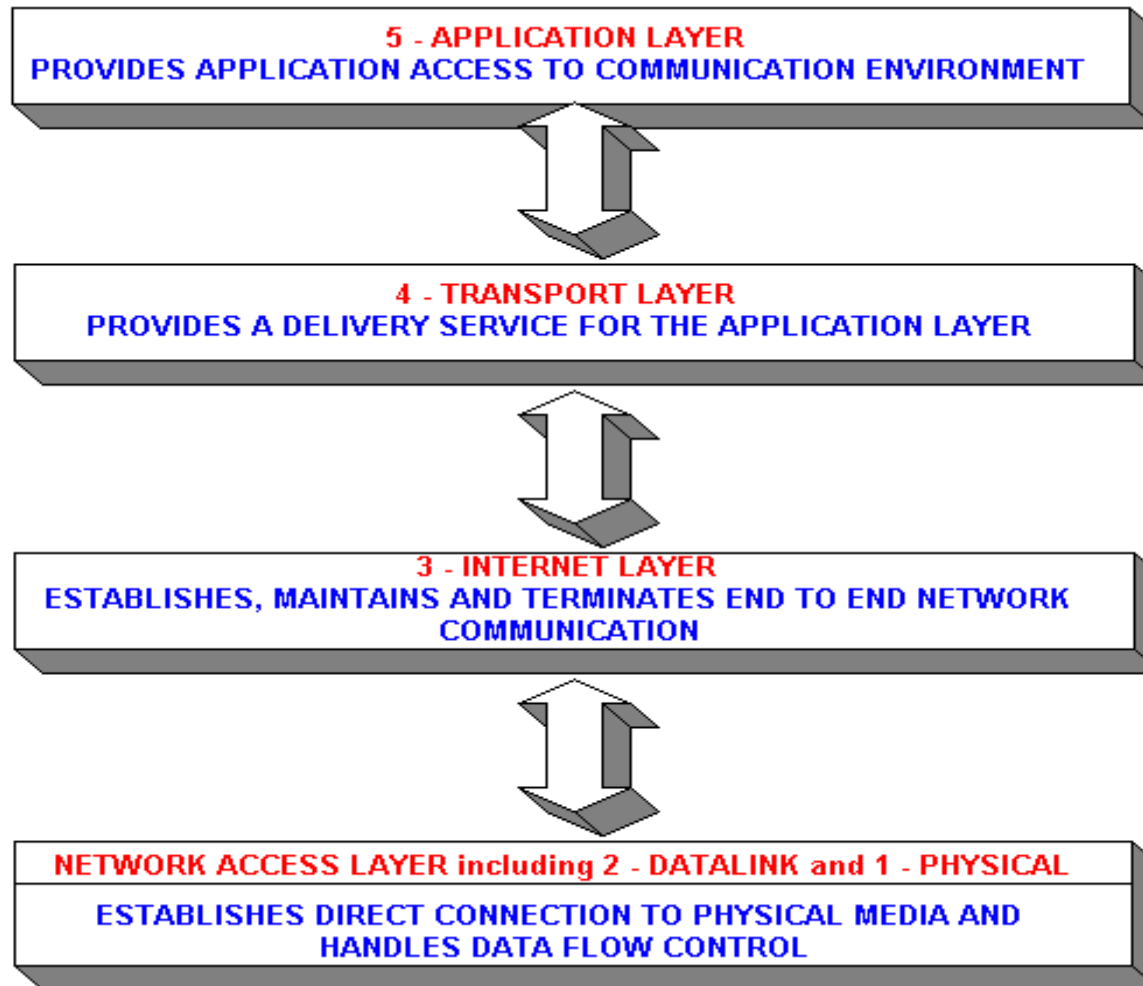 5 - APPLICATION LAYER
PROVIDES APPLICATION ACCESS TO COMMUNICATION ENVIRONMENT
4 - TRANSPORT LAYER
PROVIDES A DELIVERY SERVICE FOR THE APPLICATION LAYER
3 - INTERNET LAYER
ESTABLISHES, MAINTAINS AND TERMINATES END TO END NETWORK
COMMUNICATION
NETWORK ACCESS LAYER including 2 - DATALINK and 1 - PHYSICAL
ESTABLISHES DIRECT CONNECTION TO PHYSICAL MEDIA AND
HANDLES DATA FLOW CONTROL